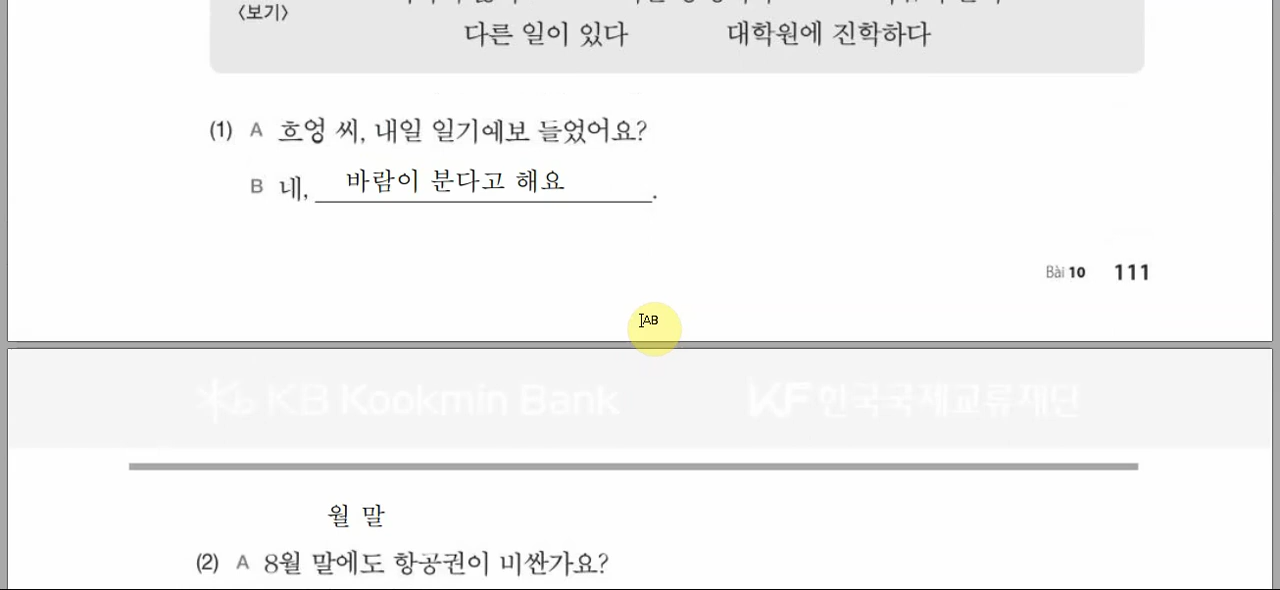 〈보기〉
다른 일이 있다 대학원에 진학하다
(1) A 흐엉 씨, 내일 일기예보 들었어요?
B 네, 바람이 분다고 해요.
Bài 10 111
AB
KB Kookmin Bank KF 한국국제교류재단
월 말
(2) A 8월 말에도 항공권이 비싼가요?